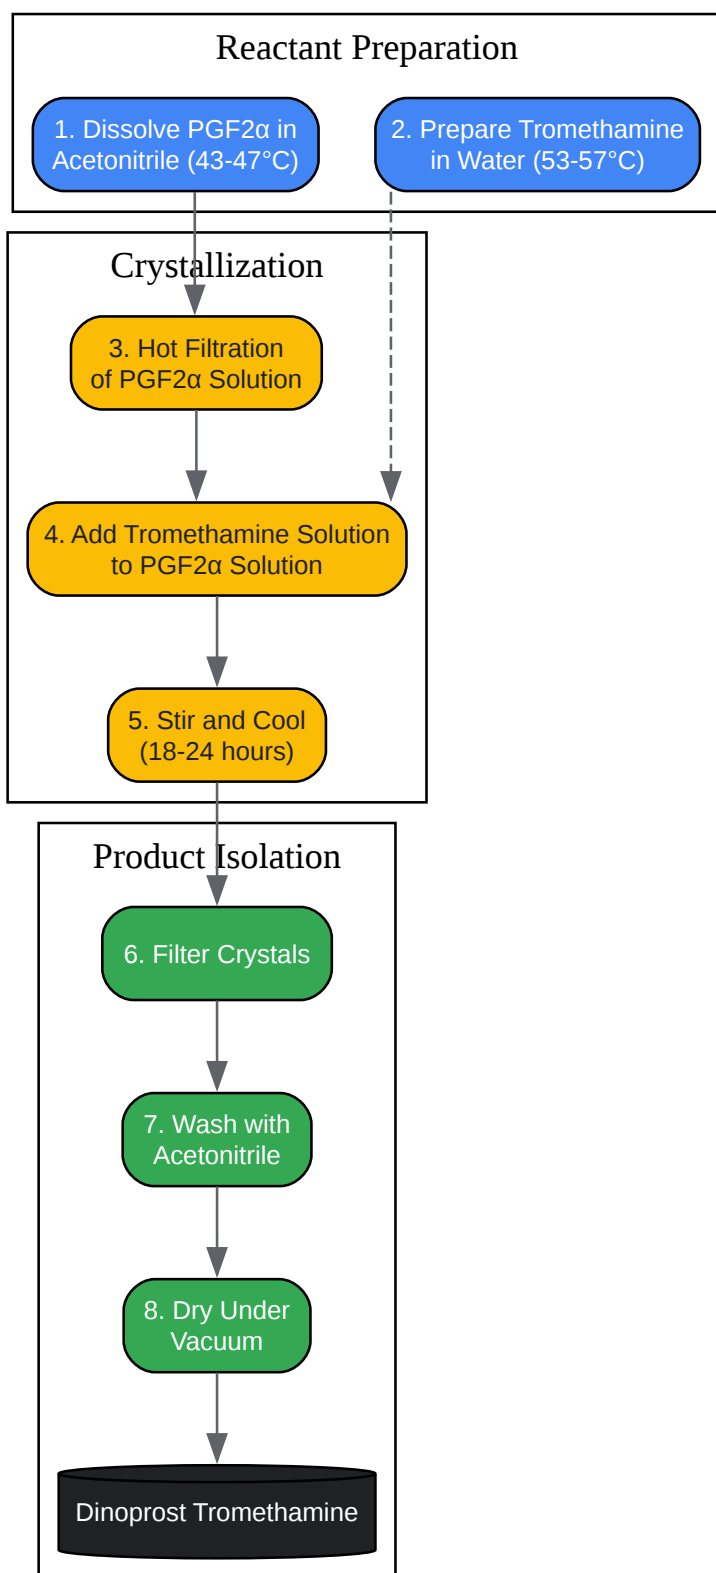 Reactant Preparation
1. Dissolve PGF2α in
Acetonitrile (43-47°C)
2. Prepare Tromethamine
in Water (53-57°C)
Crystallization
3. Hot Filtration
of PGF2α Solution
4. Add Tromethamine Solution
to PGF2α Solution
5. Stir and Cool
(18-24 hours)
Product Isolation
6. Filter Crystals
7. Wash with
Acetonitrile
8. Dry Under
Vacuum
Dinoprost Tromethamine